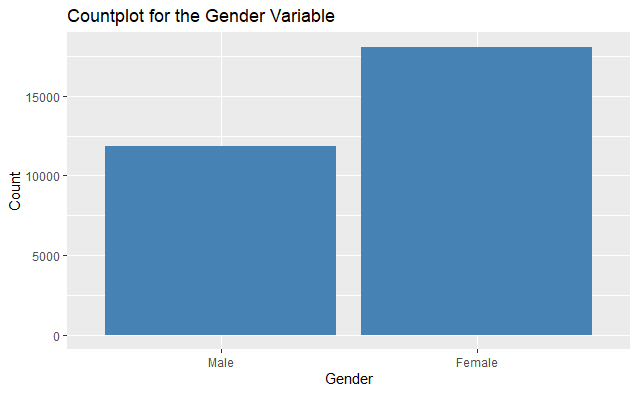 Countplot for the Gender Variable
15000
10000
5000
0
Count
Male Female
Gender